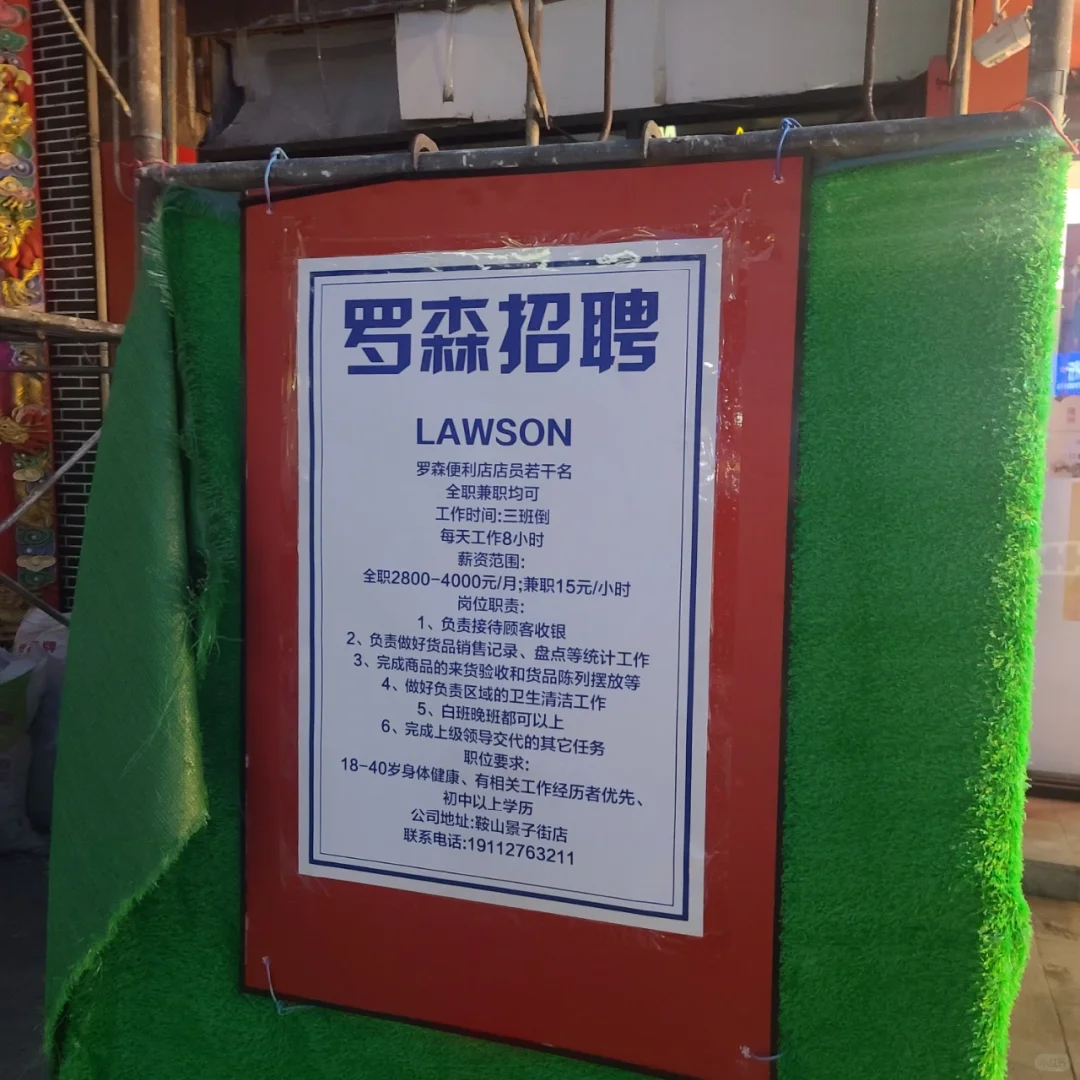 罗森招聘
LAWSON
罗森便利店店员若干名
全职兼职均可
工作时间:三班倒
每天工作8小时
薪资范围:
全职2800-4000元/月;兼职15元/小时
岗位职责:
1、负责接待顾客收银
2、负责做好货品销售记录、盘点等统计工作
3、完成商品的来货验收和货品陈列摆放等
4、做好负责区域的卫生清洁工作
5、白班晚班都可以上
6、完成上级领导交代的其它任务
职位要求:
18-40岁身体健康、有相关工作经历者优先、
初中以上学历
公司地址:鞍山景子街店
联系电话:19112763211